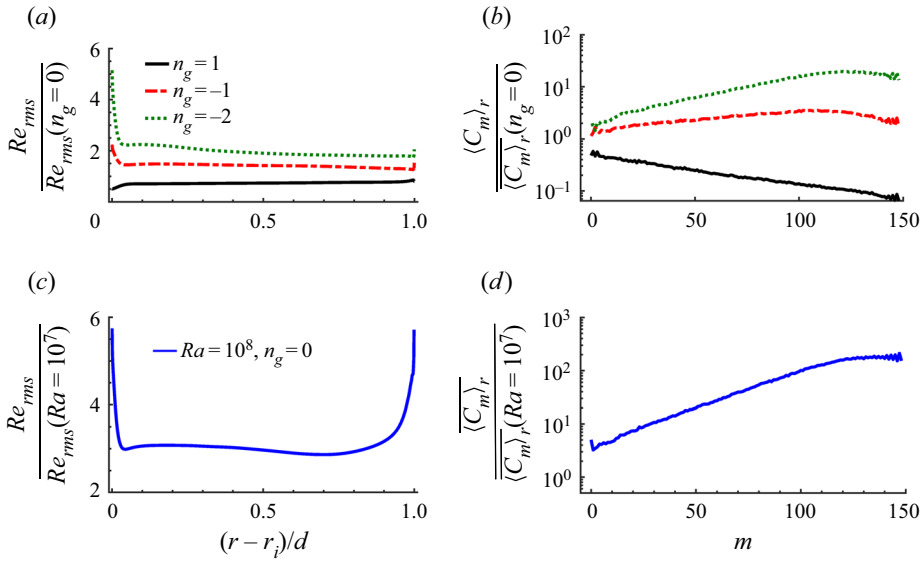 (a)
Re_rms
Re_rms(n_g = 0)
6
4
2
0
0.5
1.0
n_g = 1
n_g = –1
n_g = –2
(b)
⟨C_m⟩_r
⟨C_m⟩_r(n_g = 0)
10^2
10^1
10^0
10^–1
0
50
100
150
(c)
Re_rms
Re_rms(Ra = 10^7)
6
4
2
0
0.5
1.0
Ra = 10^8, n_g = 0
(r – r_i)/d
(d)
⟨C_m⟩_r
⟨C_m⟩_r(Ra = 10^7)
10^3
10^2
10^1
10^0
0
50
100
150
m